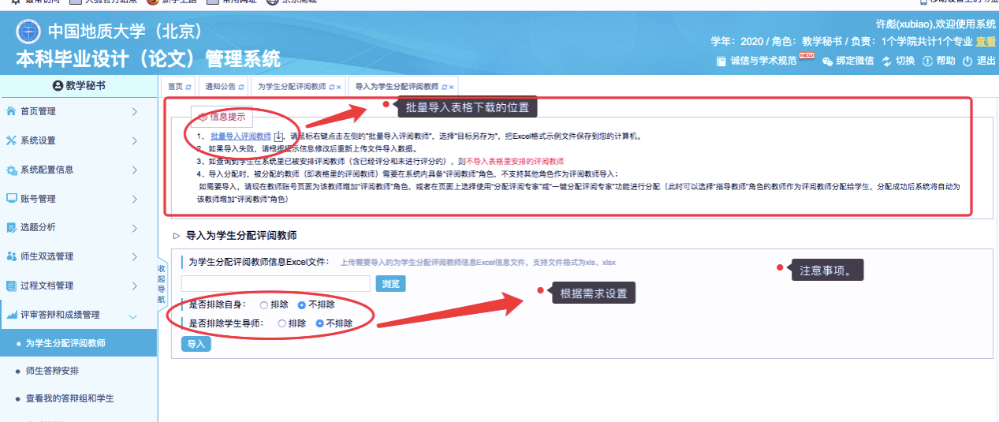 最常访问 火狐官方站点 新手上路 常用网址 京东商城
移动设备上的书签
中国地质大学（北京）
本科毕业设计（论文）管理系统
许彪(xubiao),欢迎使用系统
学年：2020 / 角色：教学秘书 / 负责：1个学院共计1个专业 查看
诚信与学术规范 NEW 绑定微信 切换 帮助 退出
教学秘书
首页 通知公告 为学生分配评阅教师 × 导入为学生分配评阅教师 ×
首页管理
系统设置
系统配置信息
账号管理
选题分析
师生双选管理
过程文档管理
评审答辩和成绩管理
为学生分配评阅教师
师生答辩安排
查看我的答辩组和学生
收起导航
批量导入表格下载的位置
信息提示
1、 批量导入评阅教师 ，请鼠标右键点击左侧的"批量导入评阅教师"，选择"目标另存为"，把Excel格式示例文件保存到您的计算机。
2、如果导入失败，请根据提示信息修改后重新上传文件导入数据。
3、如查询到学生在系统里已被安排评阅教师（含已经评分和未进行评分的），则不导入表格里安排的评阅教师
4、导入分配时，被分配的教师（即表格里的评阅教师）需要在系统内具备"评阅教师"角色，不支持其他角色作为评阅教师导入；
如需要导入，请现在教师账号页面为该教师增加"评阅教师"角色，或者在页面上选择使用"分配评阅专家"或"一键分配评阅专家"功能进行分配（此时可以选择"指导教师"角色的教师作为评阅教师分配给学生，分配成功后系统将自动为
该教师增加"评阅教师"角色）
导入为学生分配评阅教师
为学生分配评阅教师信息Excel文件： 上传需要导入的为学生分配评阅教师信息Excel信息文件，支持文件格式为xls、xlsx
浏览
注意事项。
根据需求设置
是否排除自身： 排除 不排除
是否排除学生导师： 排除 不排除
导入